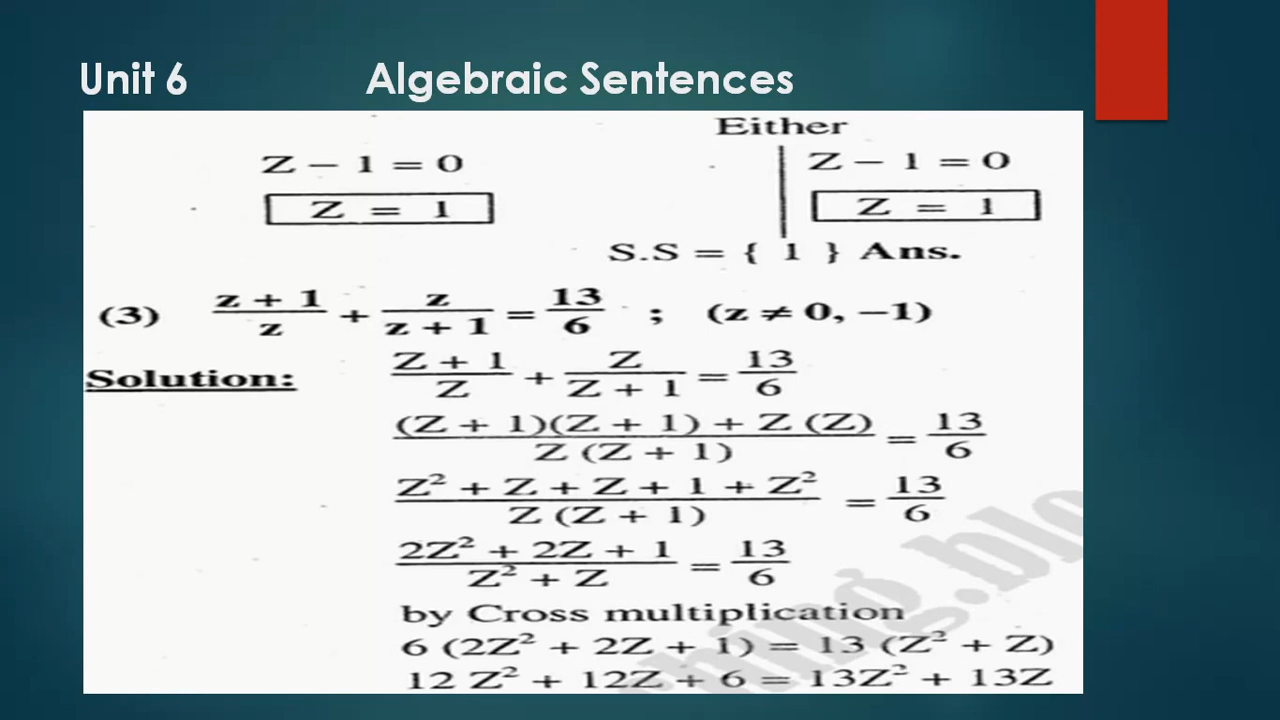 Unit 6 Algebraic Sentences
Either
Z − 1 = 0 Z − 1 = 0
Z = 1 Z = 1
S.S = { 1 } Ans.
(3) (z + 1)/z + z/(z + 1) = 13/6 ; (z ≠ 0, −1)
Solution: (Z + 1)/Z + Z/(Z + 1) = 13/6
((Z + 1)(Z + 1) + Z (Z))/(Z (Z + 1)) = 13/6
(Z² + Z + Z + 1 + Z²)/(Z (Z + 1)) = 13/6
(2Z² + 2Z + 1)/(Z² + Z) = 13/6
by Cross multiplication
6 (2Z² + 2Z + 1) = 13 (Z² + Z)
12 Z² + 12Z + 6 = 13Z² + 13Z